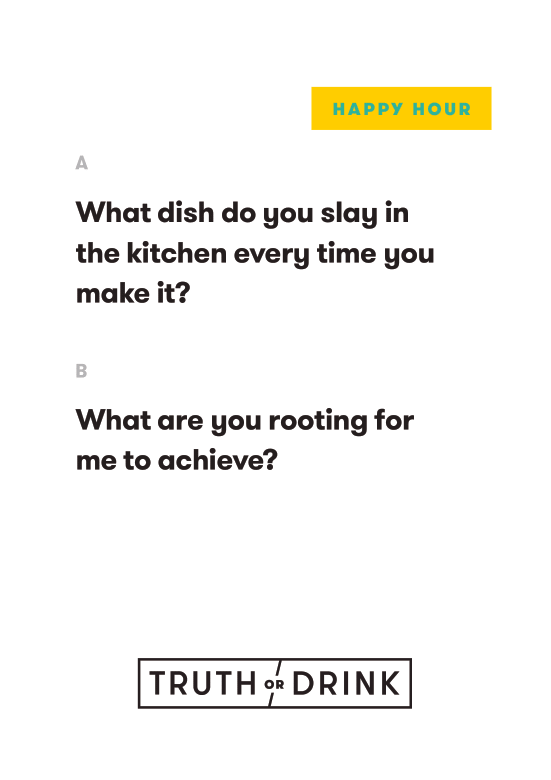 HAPPY HOUR
A
What dish do you slay in
the kitchen every time you
make it?
B
What are you rooting for
me to achieve?
TRUTH OR DRINK